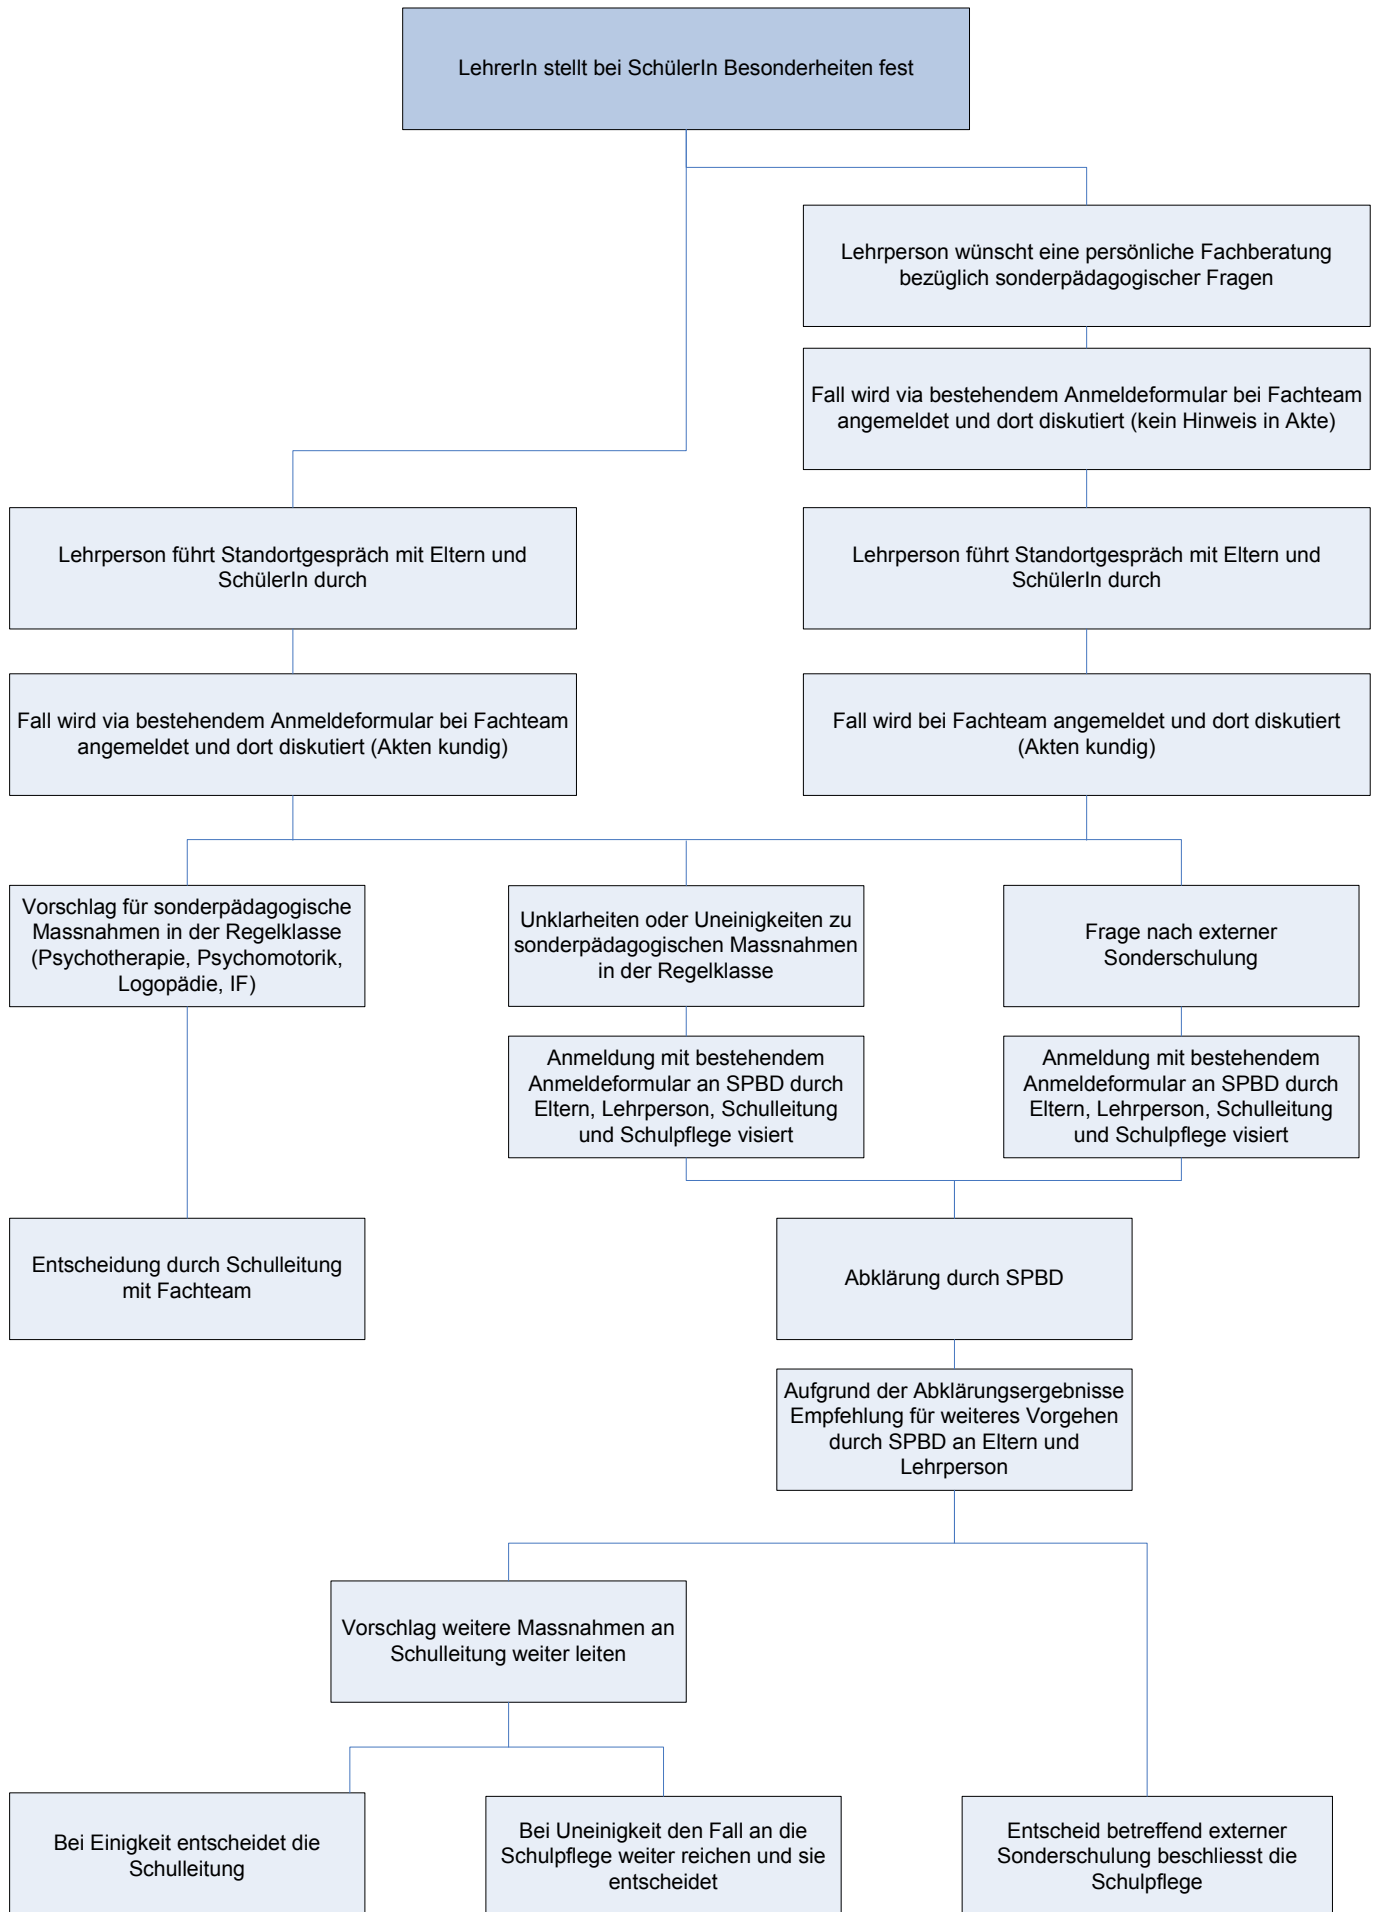 LehrerIn stellt bei SchülerIn Besonderheiten fest
Lehrperson wünscht eine persönliche Fachberatung
bezüglich sonderpädagogischer Fragen
Fall wird via bestehendem Anmeldeformular bei Fachteam
angemeldet und dort diskutiert (kein Hinweis in Akte)
Lehrperson führt Standortgespräch mit Eltern und
SchülerIn durch
Lehrperson führt Standortgespräch mit Eltern und
SchülerIn durch
Fall wird via bestehendem Anmeldeformular bei Fachteam
angemeldet und dort diskutiert (Akten kundig)
Fall wird bei Fachteam angemeldet und dort diskutiert
(Akten kundig)
Vorschlag für sonderpädagogische
Massnahmen in der Regelklasse
(Psychotherapie, Psychomotorik,
Logopädie, IF)
Unklarheiten oder Uneinigkeiten zu
sonderpädagogischen Massnahmen
in der Regelklasse
Frage nach externer
Sonderschulung
Anmeldung mit bestehendem
Anmeldeformular an SPBD durch
Eltern, Lehrperson, Schulleitung
und Schulpflege visiert
Anmeldung mit bestehendem
Anmeldeformular an SPBD durch
Eltern, Lehrperson, Schulleitung
und Schulpflege visiert
Entscheidung durch Schulleitung
mit Fachteam
Abklärung durch SPBD
Aufgrund der Abklärungsergebnisse
Empfehlung für weiteres Vorgehen
durch SPBD an Eltern und
Lehrperson
Vorschlag weitere Massnahmen an
Schulleitung weiter leiten
Bei Einigkeit entscheidet die
Schulleitung
Bei Uneinigkeit den Fall an die
Schulpflege weiter reichen und sie
entscheidet
Entscheid betreffend externer
Sonderschulung beschliesst die
Schulpflege